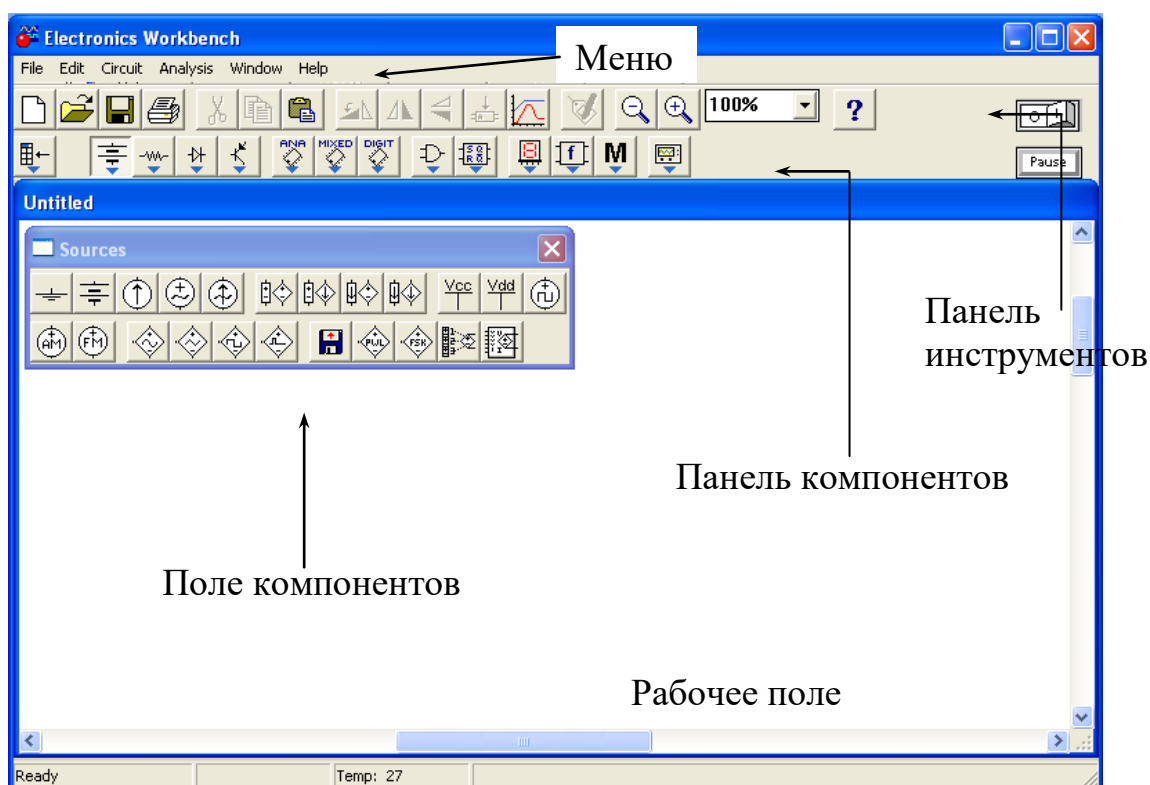 Electronics Workbench
Меню
File Edit Circuit Analysis Window Help
100% ?
ANA MIXED DIGIT
f M
Pause
Untitled
Sources
Vcc Vdd
AM FM PWL FSK
Панель
инструментов
Панель компонентов
Поле компонентов
Рабочее поле
Ready Temp: 27